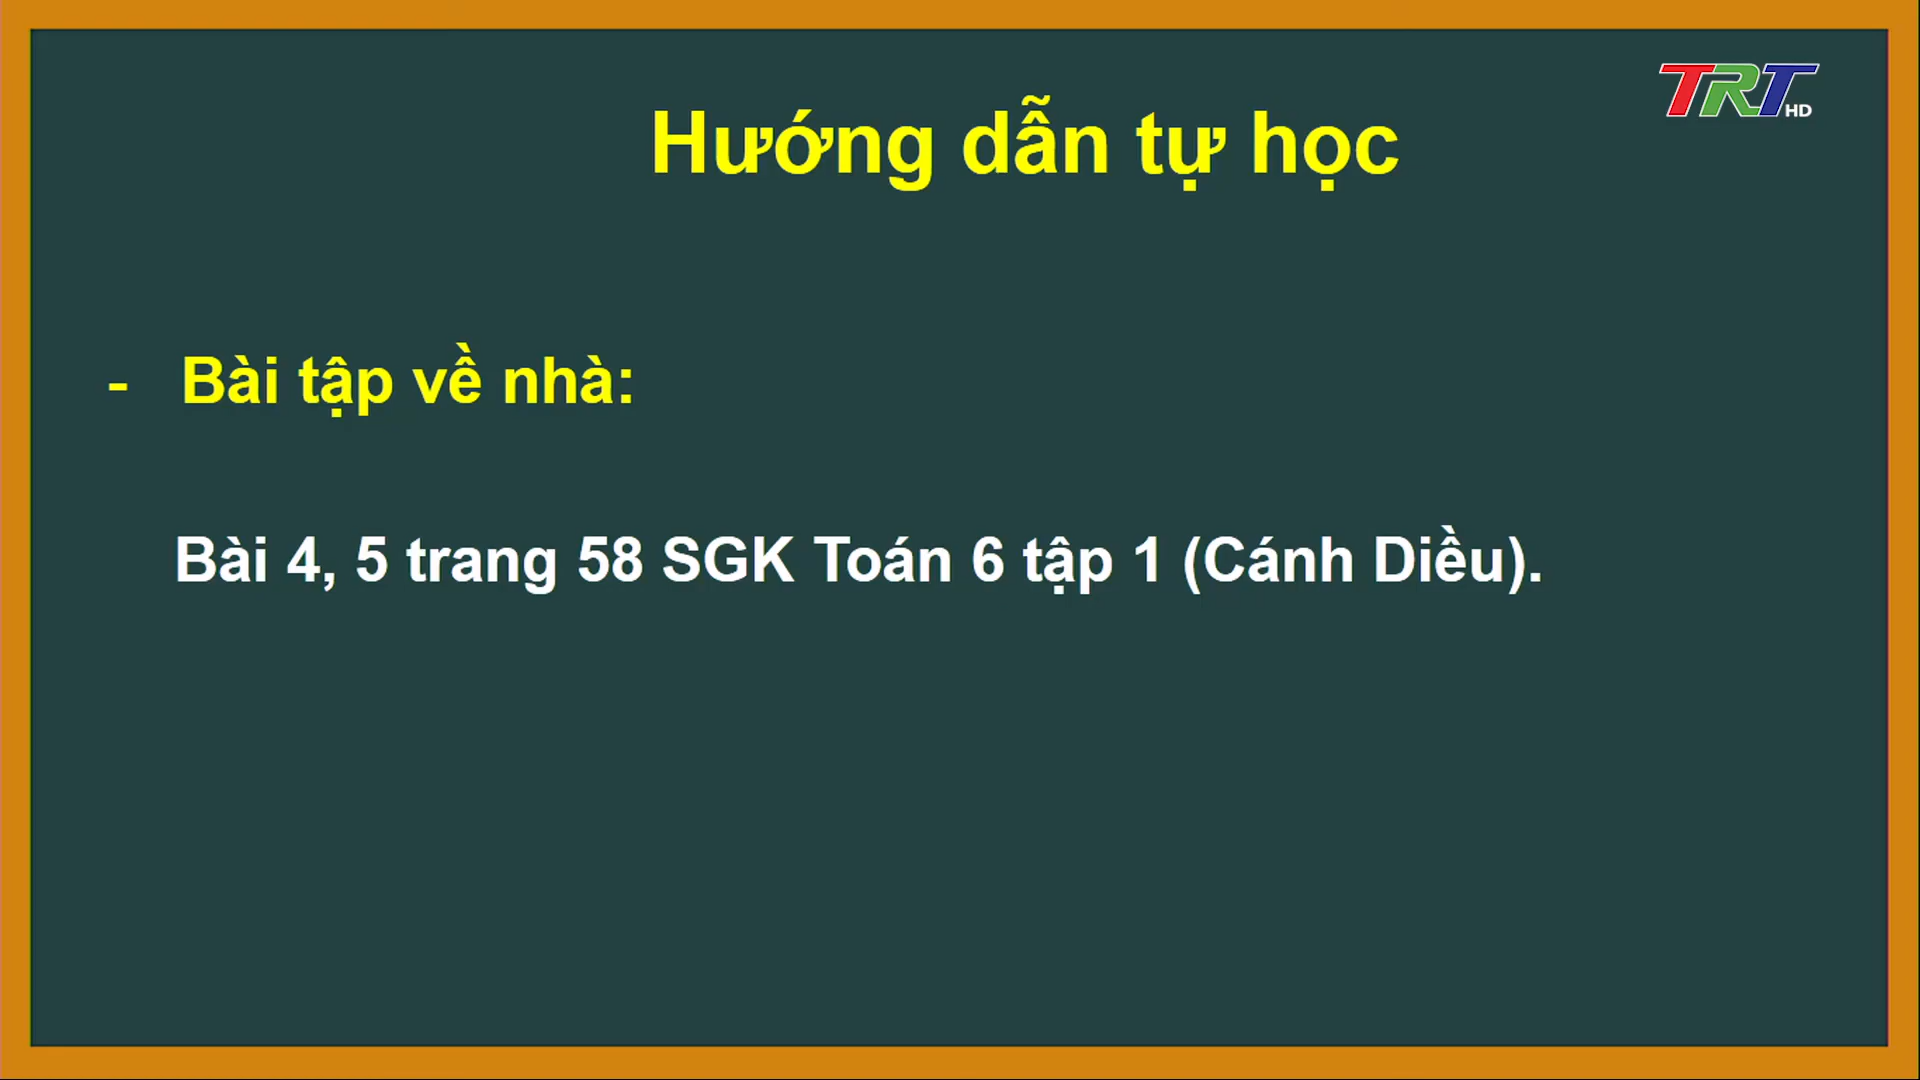 TRT HD
Hướng dẫn tự học
- Bài tập về nhà:
Bài 4, 5 trang 58 SGK Toán 6 tập 1 (Cánh Diều).